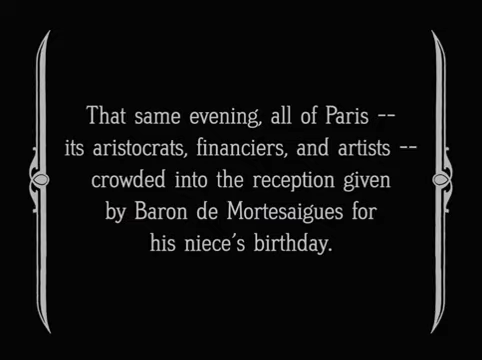 That same evening, all of Paris --
its aristocrats, financiers, and artists --
crowded into the reception given
by Baron de Mortesaigues for
his niece's birthday.